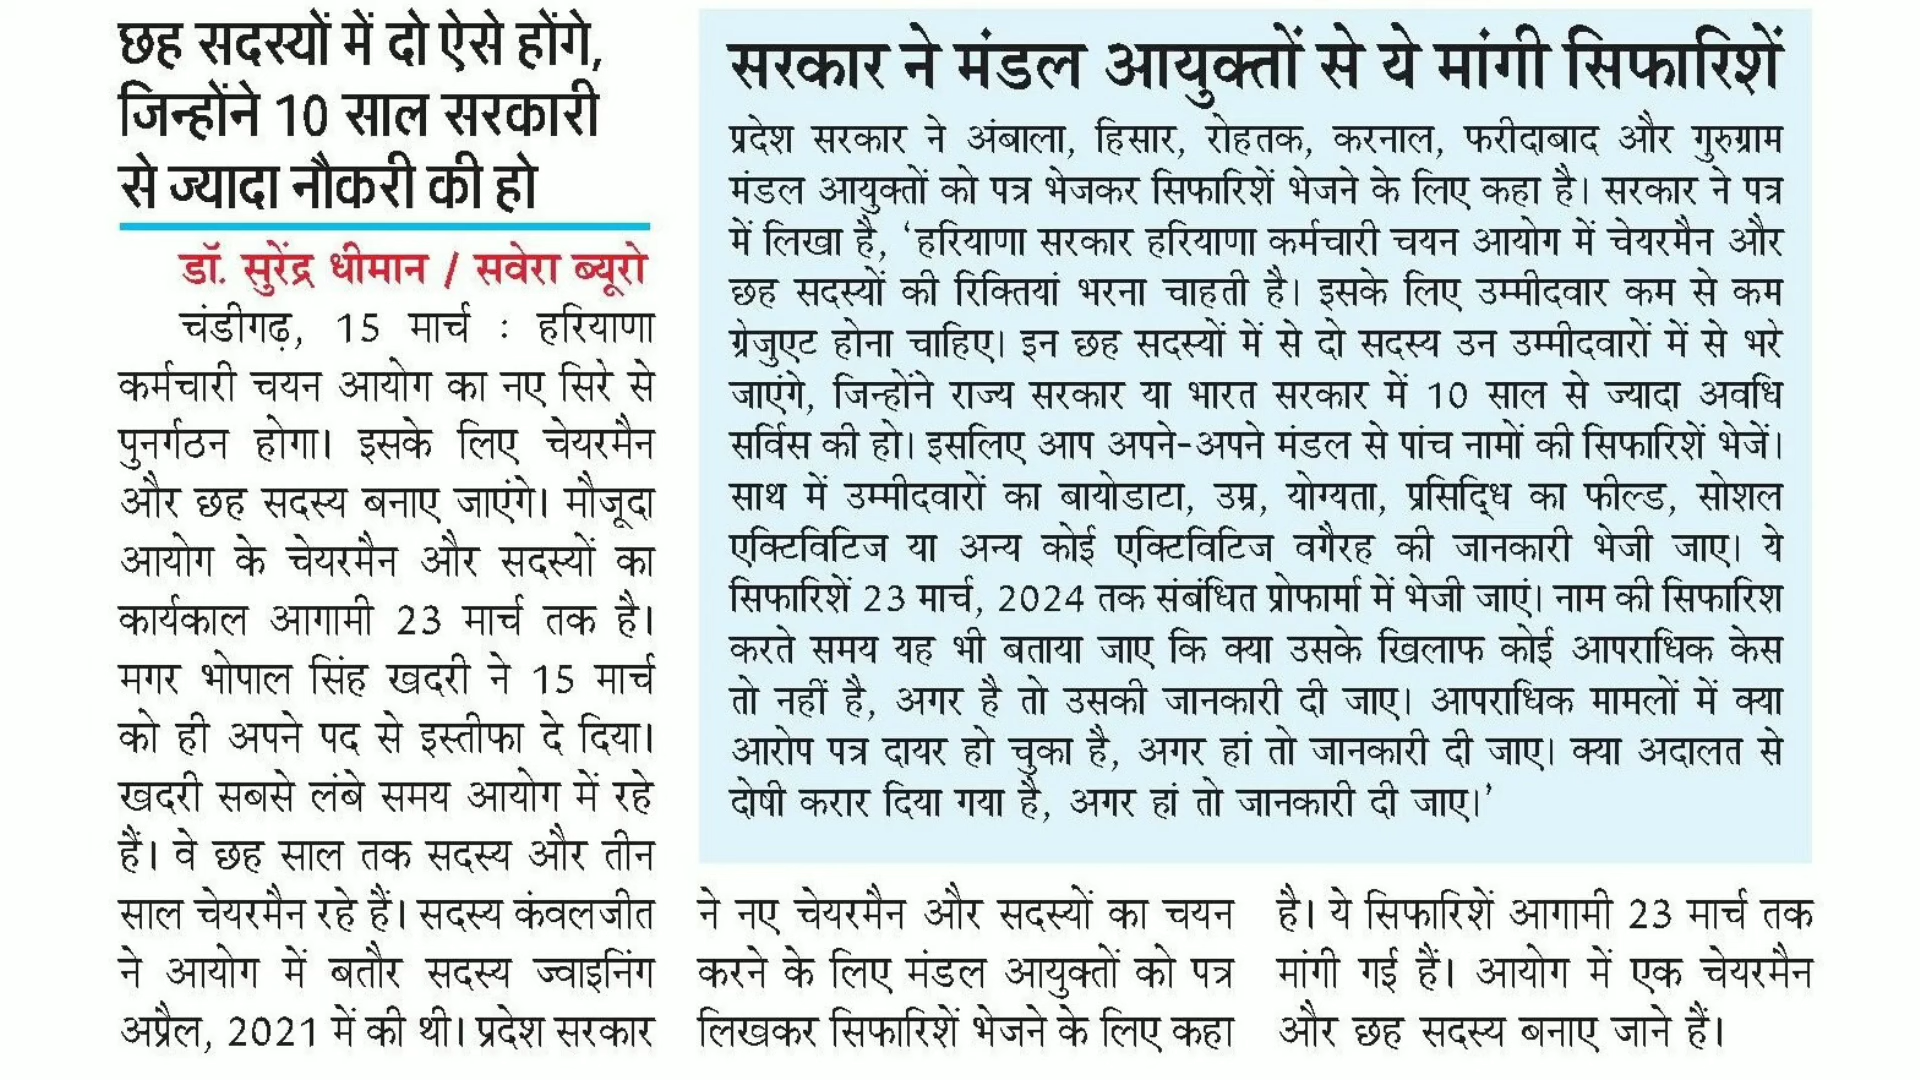 छह सदस्यों में दो ऐसे होंगे,
जिन्होंने 10 साल सरकारी
से ज्यादा नौकरी की हो
डॉ. सुरेंद्र धीमान / सवेरा ब्यूरो
चंडीगढ़, 15 मार्च : हरियाणा
कर्मचारी चयन आयोग का नए सिरे से
पुनर्गठन होगा। इसके लिए चेयरमैन
और छह सदस्य बनाए जाएंगे। मौजूदा
आयोग के चेयरमैन और सदस्यों का
कार्यकाल आगामी 23 मार्च तक है।
मगर भोपाल सिंह खदरी ने 15 मार्च
को ही अपने पद से इस्तीफा दे दिया।
खदरी सबसे लंबे समय आयोग में रहे
हैं। वे छह साल तक सदस्य और तीन
साल चेयरमैन रहे हैं। सदस्य कंवलजीत
ने आयोग में बतौर सदस्य ज्वाइनिंग
अप्रैल, 2021 में की थी। प्रदेश सरकार
सरकार ने मंडल आयुक्तों से ये मांगी सिफारिशें
प्रदेश सरकार ने अंबाला, हिसार, रोहतक, करनाल, फरीदाबाद और गुरुग्राम
मंडल आयुक्तों को पत्र भेजकर सिफारिशें भेजने के लिए कहा है। सरकार ने पत्र
में लिखा है, ‘हरियाणा सरकार हरियाणा कर्मचारी चयन आयोग में चेयरमैन और
छह सदस्यों की रिक्तियां भरना चाहती है। इसके लिए उम्मीदवार कम से कम
ग्रेजुएट होना चाहिए। इन छह सदस्यों में से दो सदस्य उन उम्मीदवारों में से भरे
जाएंगे, जिन्होंने राज्य सरकार या भारत सरकार में 10 साल से ज्यादा अवधि
सर्विस की हो। इसलिए आप अपने-अपने मंडल से पांच नामों की सिफारिशें भेजें।
साथ में उम्मीदवारों का बायोडाटा, उम्र, योग्यता, प्रसिद्धि का फील्ड, सोशल
एक्टिविटिज या अन्य कोई एक्टिविटिज वगैरह की जानकारी भेजी जाए। ये
सिफारिशें 23 मार्च, 2024 तक संबंधित प्रोफार्मा में भेजी जाएं। नाम की सिफारिश
करते समय यह भी बताया जाए कि क्या उसके खिलाफ कोई आपराधिक केस
तो नहीं है, अगर है तो उसकी जानकारी दी जाए। आपराधिक मामलों में क्या
आरोप पत्र दायर हो चुका है, अगर हां तो जानकारी दी जाए। क्या अदालत से
दोषी करार दिया गया है, अगर हां तो जानकारी दी जाए।’
ने नए चेयरमैन और सदस्यों का चयन
करने के लिए मंडल आयुक्तों को पत्र
लिखकर सिफारिशें भेजने के लिए कहा
है। ये सिफारिशें आगामी 23 मार्च तक
मांगी गई हैं। आयोग में एक चेयरमैन
और छह सदस्य बनाए जाने हैं।